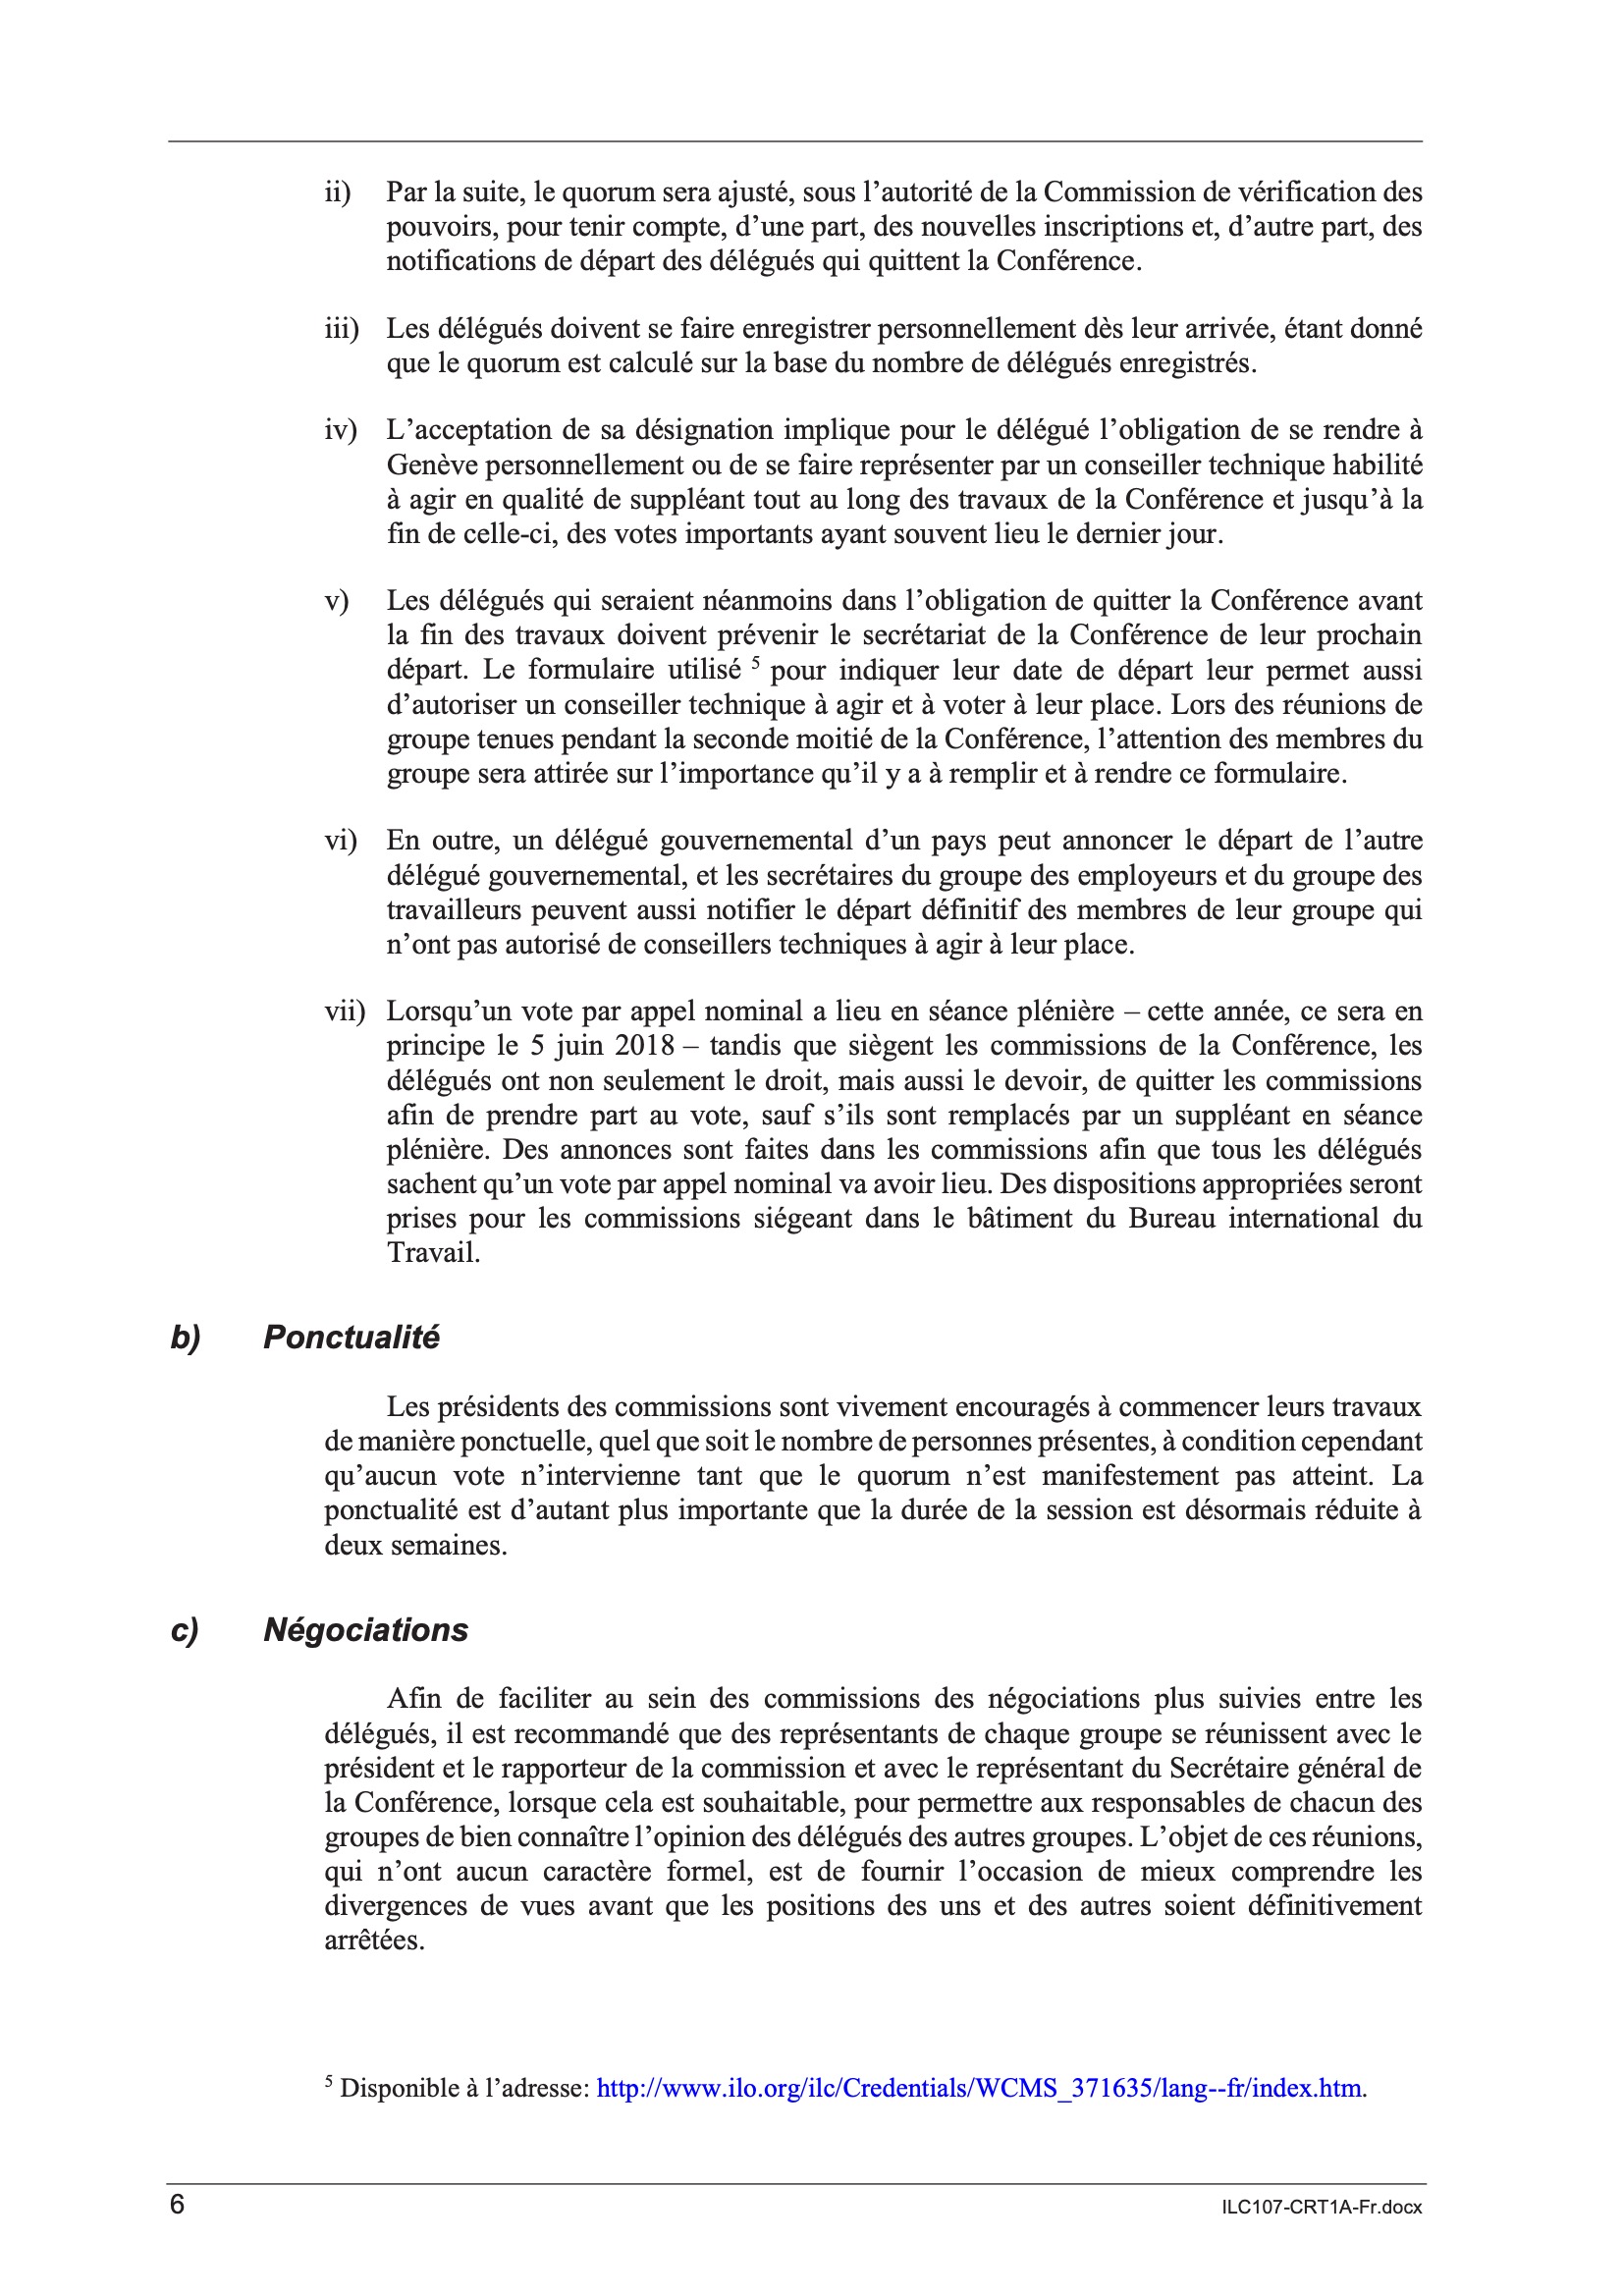 ii) Par la suite, le quorum sera ajusté, sous l’autorité de la Commission de vérification des
pouvoirs, pour tenir compte, d’une part, des nouvelles inscriptions et, d’autre part, des
notifications de départ des délégués qui quittent la Conférence.
iii) Les délégués doivent se faire enregistrer personnellement dès leur arrivée, étant donné
que le quorum est calculé sur la base du nombre de délégués enregistrés.
iv) L’acceptation de sa désignation implique pour le délégué l’obligation de se rendre à
Genève personnellement ou de se faire représenter par un conseiller technique habilité
à agir en qualité de suppléant tout au long des travaux de la Conférence et jusqu’à la
fin de celle-ci, des votes importants ayant souvent lieu le dernier jour.
v) Les délégués qui seraient néanmoins dans l’obligation de quitter la Conférence avant
la fin des travaux doivent prévenir le secrétariat de la Conférence de leur prochain
départ. Le formulaire utilisé 5 pour indiquer leur date de départ leur permet aussi
d’autoriser un conseiller technique à agir et à voter à leur place. Lors des réunions de
groupe tenues pendant la seconde moitié de la Conférence, l’attention des membres du
groupe sera attirée sur l’importance qu’il y a à remplir et à rendre ce formulaire.
vi) En outre, un délégué gouvernemental d’un pays peut annoncer le départ de l’autre
délégué gouvernemental, et les secrétaires du groupe des employeurs et du groupe des
travailleurs peuvent aussi notifier le départ définitif des membres de leur groupe qui
n’ont pas autorisé de conseillers techniques à agir à leur place.
vii) Lorsqu’un vote par appel nominal a lieu en séance plénière – cette année, ce sera en
principe le 5 juin 2018 – tandis que siègent les commissions de la Conférence, les
délégués ont non seulement le droit, mais aussi le devoir, de quitter les commissions
afin de prendre part au vote, sauf s’ils sont remplacés par un suppléant en séance
plénière. Des annonces sont faites dans les commissions afin que tous les délégués
sachent qu’un vote par appel nominal va avoir lieu. Des dispositions appropriées seront
prises pour les commissions siégeant dans le bâtiment du Bureau international du
Travail.
b) Ponctualité
Les présidents des commissions sont vivement encouragés à commencer leurs travaux
de manière ponctuelle, quel que soit le nombre de personnes présentes, à condition cependant
qu’aucun vote n’intervienne tant que le quorum n’est manifestement pas atteint. La
ponctualité est d’autant plus importante que la durée de la session est désormais réduite à
deux semaines.
c) Négociations
Afin de faciliter au sein des commissions des négociations plus suivies entre les
délégués, il est recommandé que des représentants de chaque groupe se réunissent avec le
président et le rapporteur de la commission et avec le représentant du Secrétaire général de
la Conférence, lorsque cela est souhaitable, pour permettre aux responsables de chacun des
groupes de bien connaître l’opinion des délégués des autres groupes. L’objet de ces réunions,
qui n’ont aucun caractère formel, est de fournir l’occasion de mieux comprendre les
divergences de vues avant que les positions des uns et des autres soient définitivement
arrêtées.
5 Disponible à l’adresse: http://www.ilo.org/ilc/Credentials/WCMS_371635/lang--fr/index.htm.
6
ILC107-CRT1A-Fr.docx